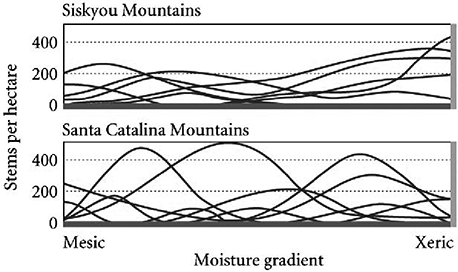 Siskyou Mountains
400
200
0
Santa Catalina Mountains
400
200
0
Stems per hectare
Mesic
Xeric
Moisture gradient